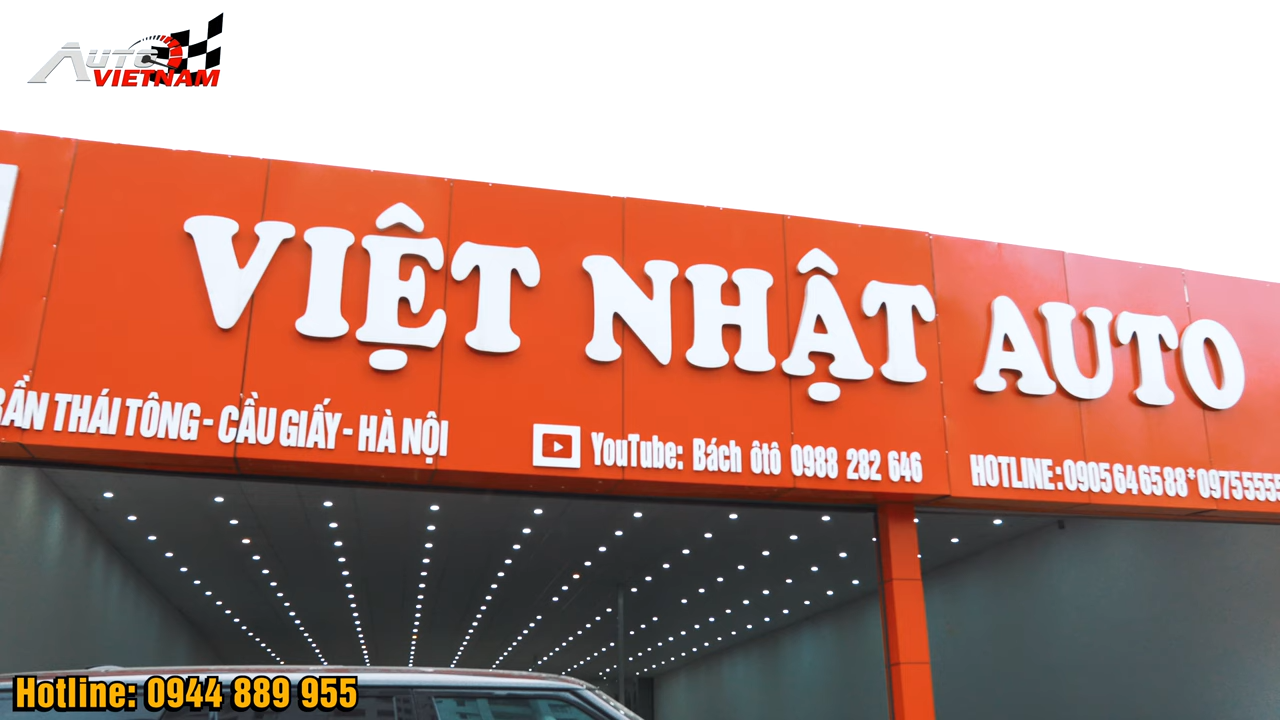 AUTO
VIETNAM
VIỆT NHẬT AUTO
THÁI TÔNG - CẦU GIẤY - HÀ NỘI
YouTube: Bách ôtô 0988 282 646
HOTLINE: 0905646588*09755555
Hotline: 0944 889 955